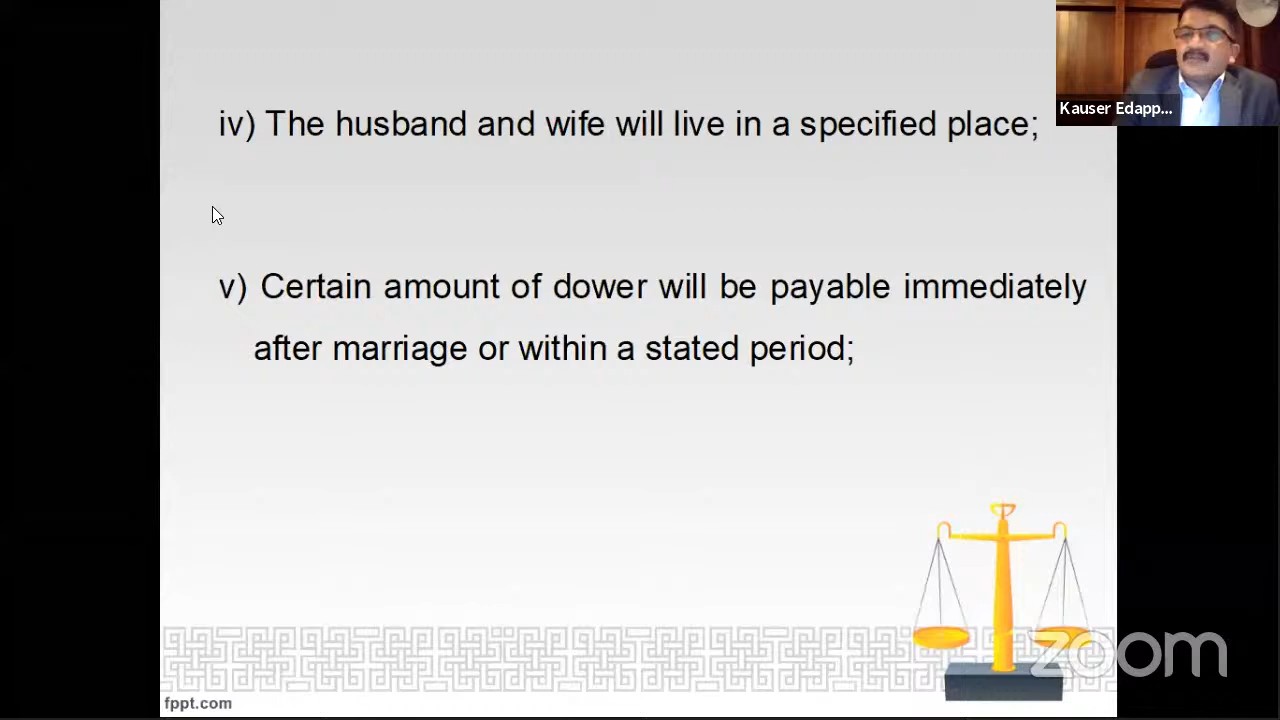 Kauser Edapp...
iv) The husband and wife will live in a specified place;
v) Certain amount of dower will be payable immediately
after marriage or within a stated period;
zoom
fppt.com